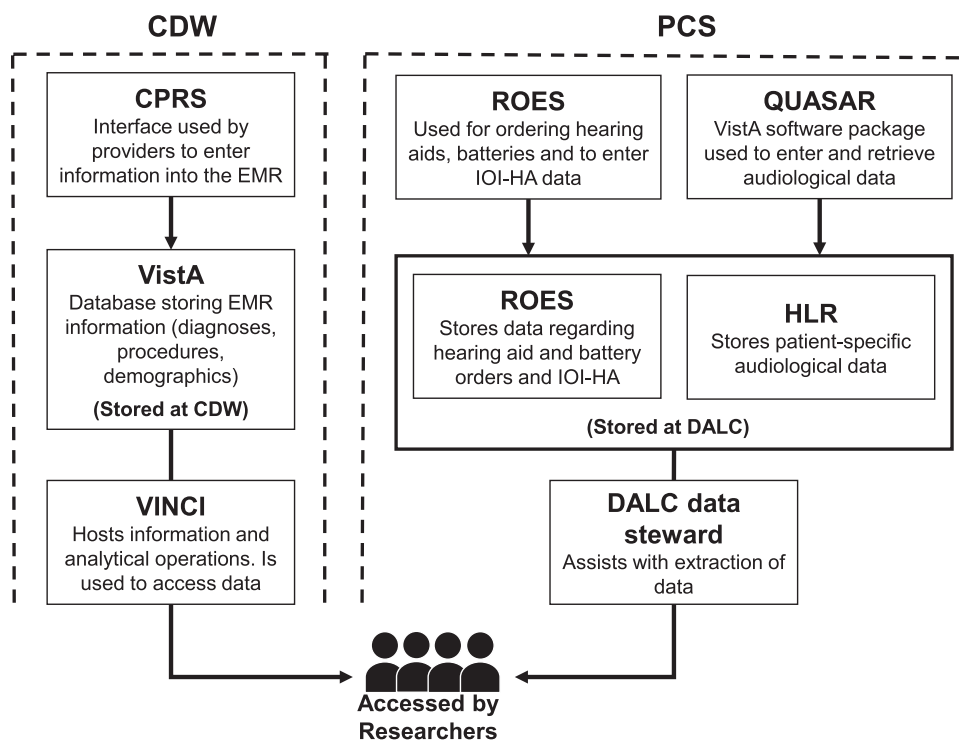 CDW
CPRS
Interface used by
providers to enter
information into the EMR
VistA
Database storing EMR
information (diagnoses,
procedures,
demographics)
(Stored at CDW)
VINCI
Hosts information and
analytical operations. Is
used to access data
PCS
ROES
Used for ordering hearing
aids, batteries and to enter
IOI-HA data
QUASAR
VistA software package
used to enter and retrieve
audiological data
ROES
Stores data regarding
hearing aid and battery
orders and IOI-HA
HLR
Stores patient-specific
audiological data
(Stored at DALC)
DALC data
steward
Assists with extraction of
data
Accessed by
Researchers